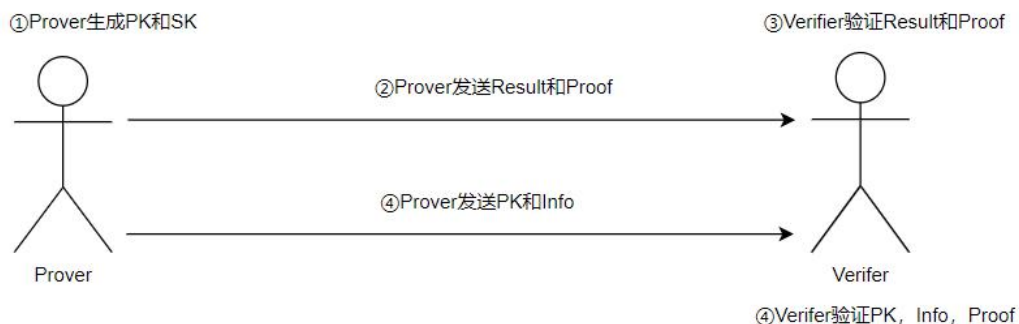 ①Prover生成PK和SK
③Verifier验证Result和Proof
②Prover发送Result和Proof
④Prover发送PK和Info
Prover
Verifer
④Verifer验证PK，Info，Proof